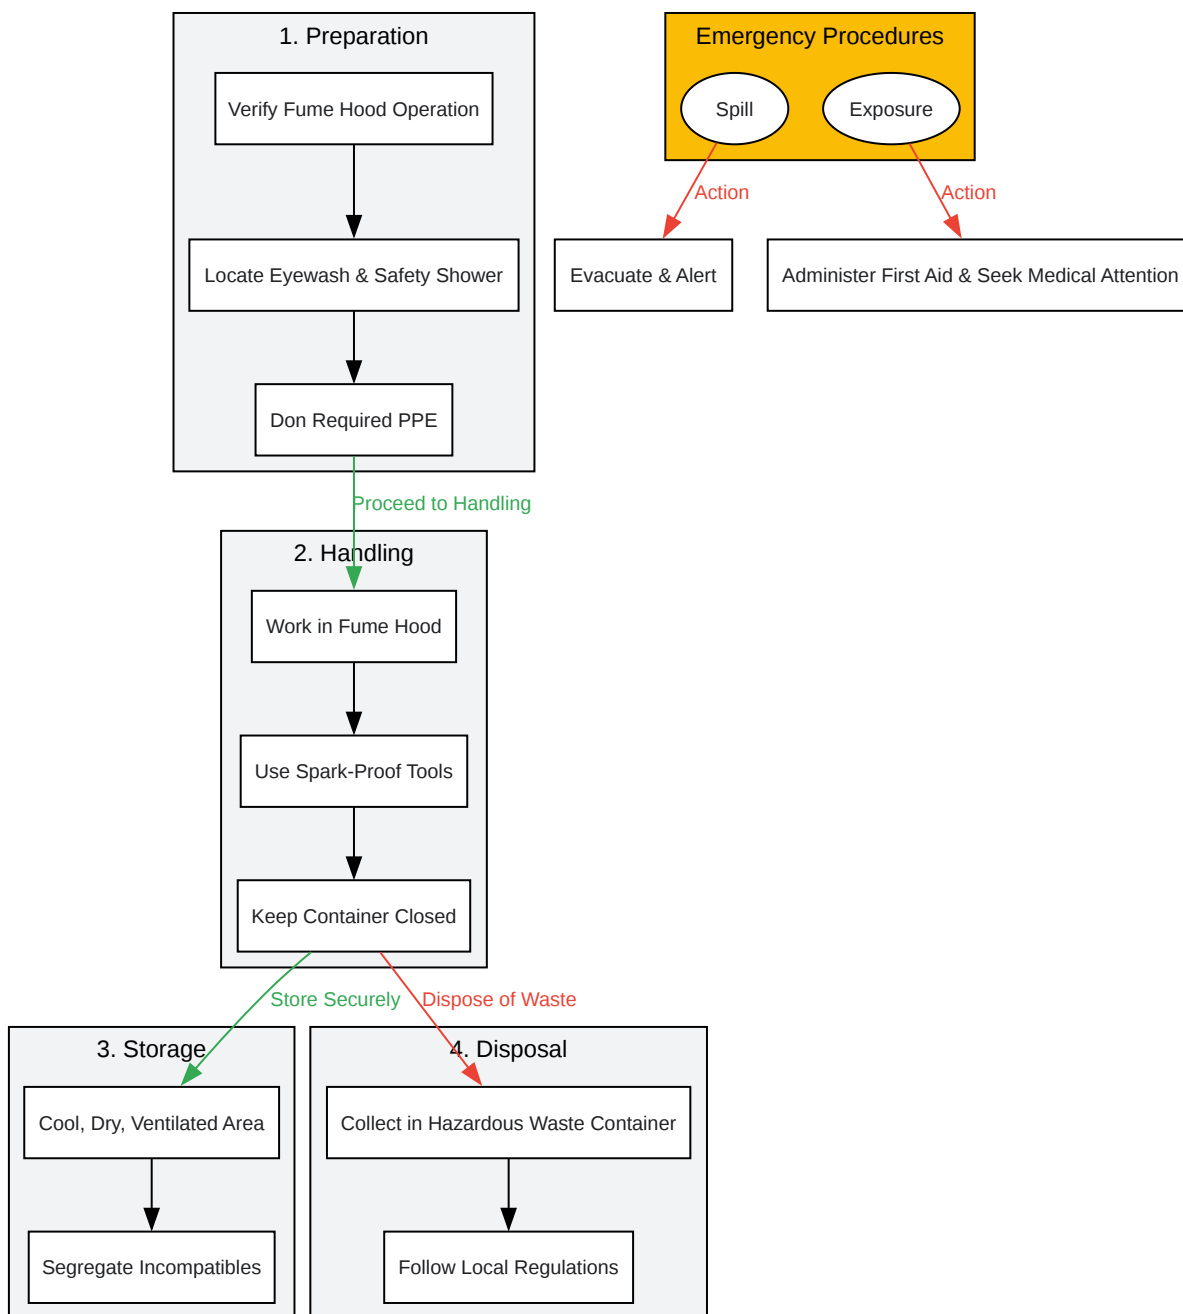 1. Preparation
Verify Fume Hood Operation
Locate Eyewash & Safety Shower
Don Required PPE
Emergency Procedures
Spill
Exposure
Action
Action
Evacuate & Alert
Administer First Aid & Seek Medical Attention
Proceed to Handling
2. Handling
Work in Fume Hood
Use Spark-Proof Tools
Keep Container Closed
Store Securely
Dispose of Waste
3. Storage
Cool, Dry, Ventilated Area
Segregate Incompatibles
4. Disposal
Collect in Hazardous Waste Container
Follow Local Regulations